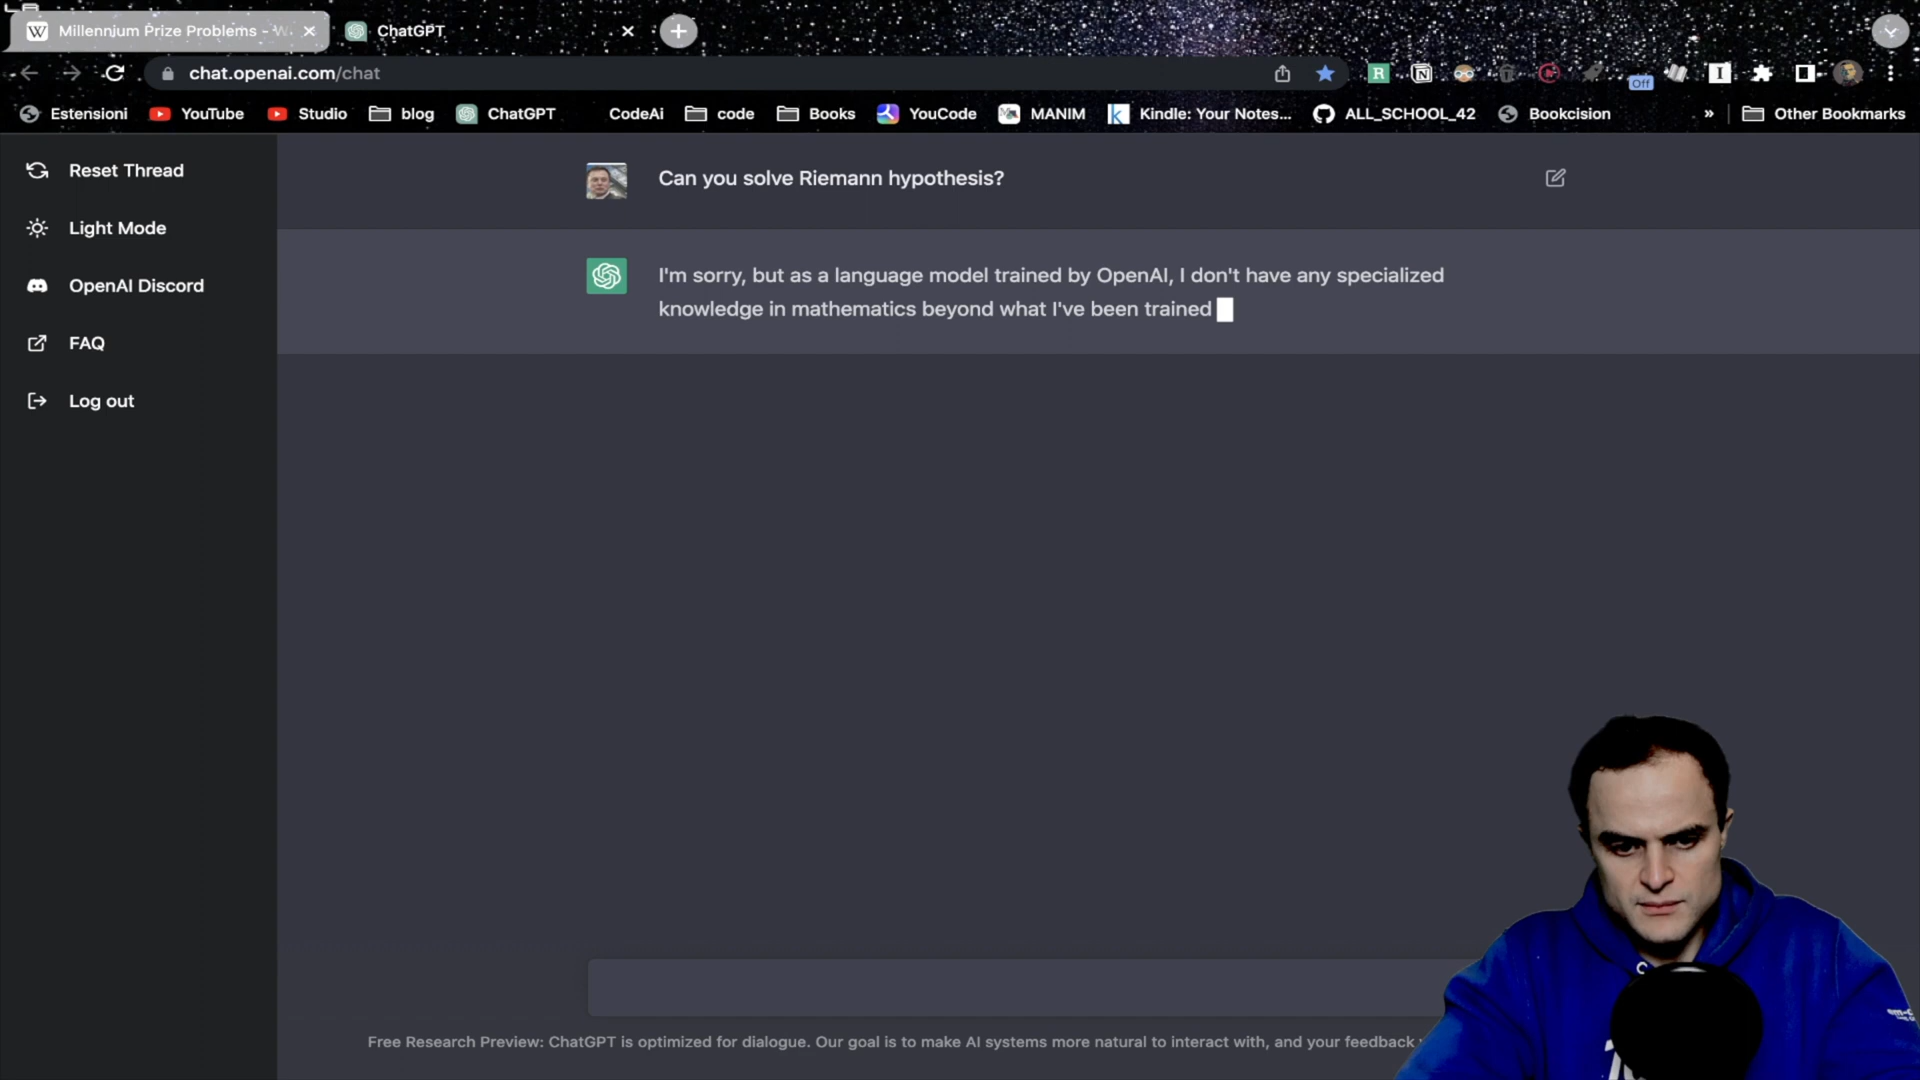 Millennium Prize Problems - W
ChatGPT
chat.openai.com/chat
Off
Estensioni
YouTube
Studio
blog
ChatGPT
CodeAi
code
Books
YouCode
MANIM
Kindle: Your Notes...
ALL_SCHOOL_42
Bookcision
»
Other Bookmarks
Reset Thread
Light Mode
OpenAI Discord
FAQ
Log out
Can you solve Riemann hypothesis?
I'm sorry, but as a language model trained by OpenAI, I don't have any specialized
knowledge in mathematics beyond what I've been trained
Free Research Preview: ChatGPT is optimized for dialogue. Our goal is to make AI systems more natural to interact with, and your feedback